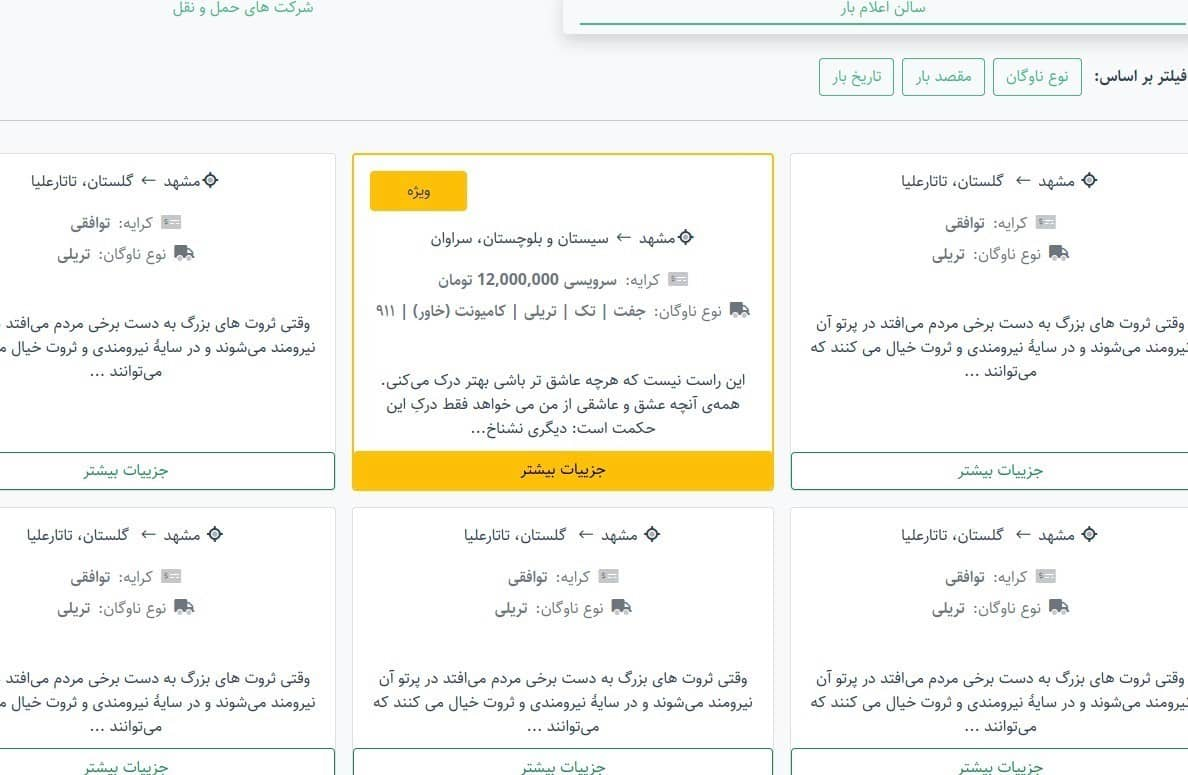 سالن اعلام بار
شرکت های حمل و نقل
فیلتر بر اساس:
نوع ناوگان
مقصد بار
تاریخ بار
مشهد ← گلستان، تاتارعلیا
کرایه: توافقی
نوع ناوگان: تریلی
وقتی ثروت های بزرگ به دست برخی مردم می‌افتد در پرتو آن
نیرومند می‌شوند و در سایهٔ نیرومندی و ثروت خیال می کنند که
می‌توانند ...
جزییات بیشتر
ویژه
مشهد ← سیستان و بلوچستان، سراوان
کرایه: سرویسی 12,000,000 تومان
نوع ناوگان: جفت | تک | تریلی | کامیونت (خاور) | ۹۱۱
این راست نیست که هرچه عاشق تر باشی بهتر درک می‌کنی.
همه‌ی آنچه عشق و عاشقی از من می خواهد فقط درکِ این
حکمت است: دیگری نشناخ...
جزییات بیشتر
مشهد ← گلستان، تاتارعلیا
کرایه: توافقی
نوع ناوگان: تریلی
وقتی ثروت های بزرگ به دست برخی مردم می‌افتد
نیرومند می‌شوند و در سایهٔ نیرومندی و ثروت خیال
می‌توانند ...
جزییات بیشتر
مشهد ← گلستان، تاتارعلیا
کرایه: توافقی
نوع ناوگان: تریلی
وقتی ثروت های بزرگ به دست برخی مردم می‌افتد در پرتو آن
نیرومند می‌شوند و در سایهٔ نیرومندی و ثروت خیال می کنند که
می‌توانند ...
جزییات بیشتر
مشهد ← گلستان، تاتارعلیا
کرایه: توافقی
نوع ناوگان: تریلی
وقتی ثروت های بزرگ به دست برخی مردم می‌افتد در پرتو آن
نیرومند می‌شوند و در سایهٔ نیرومندی و ثروت خیال می کنند که
می‌توانند ...
جزییات بیشتر
مشهد ← گلستان، تاتارعلیا
کرایه: توافقی
نوع ناوگان: تریلی
وقتی ثروت های بزرگ به دست برخی مردم می‌افتد
نیرومند می‌شوند و در سایهٔ نیرومندی و ثروت خیال
می‌توانند ...
جزییات بیشتر